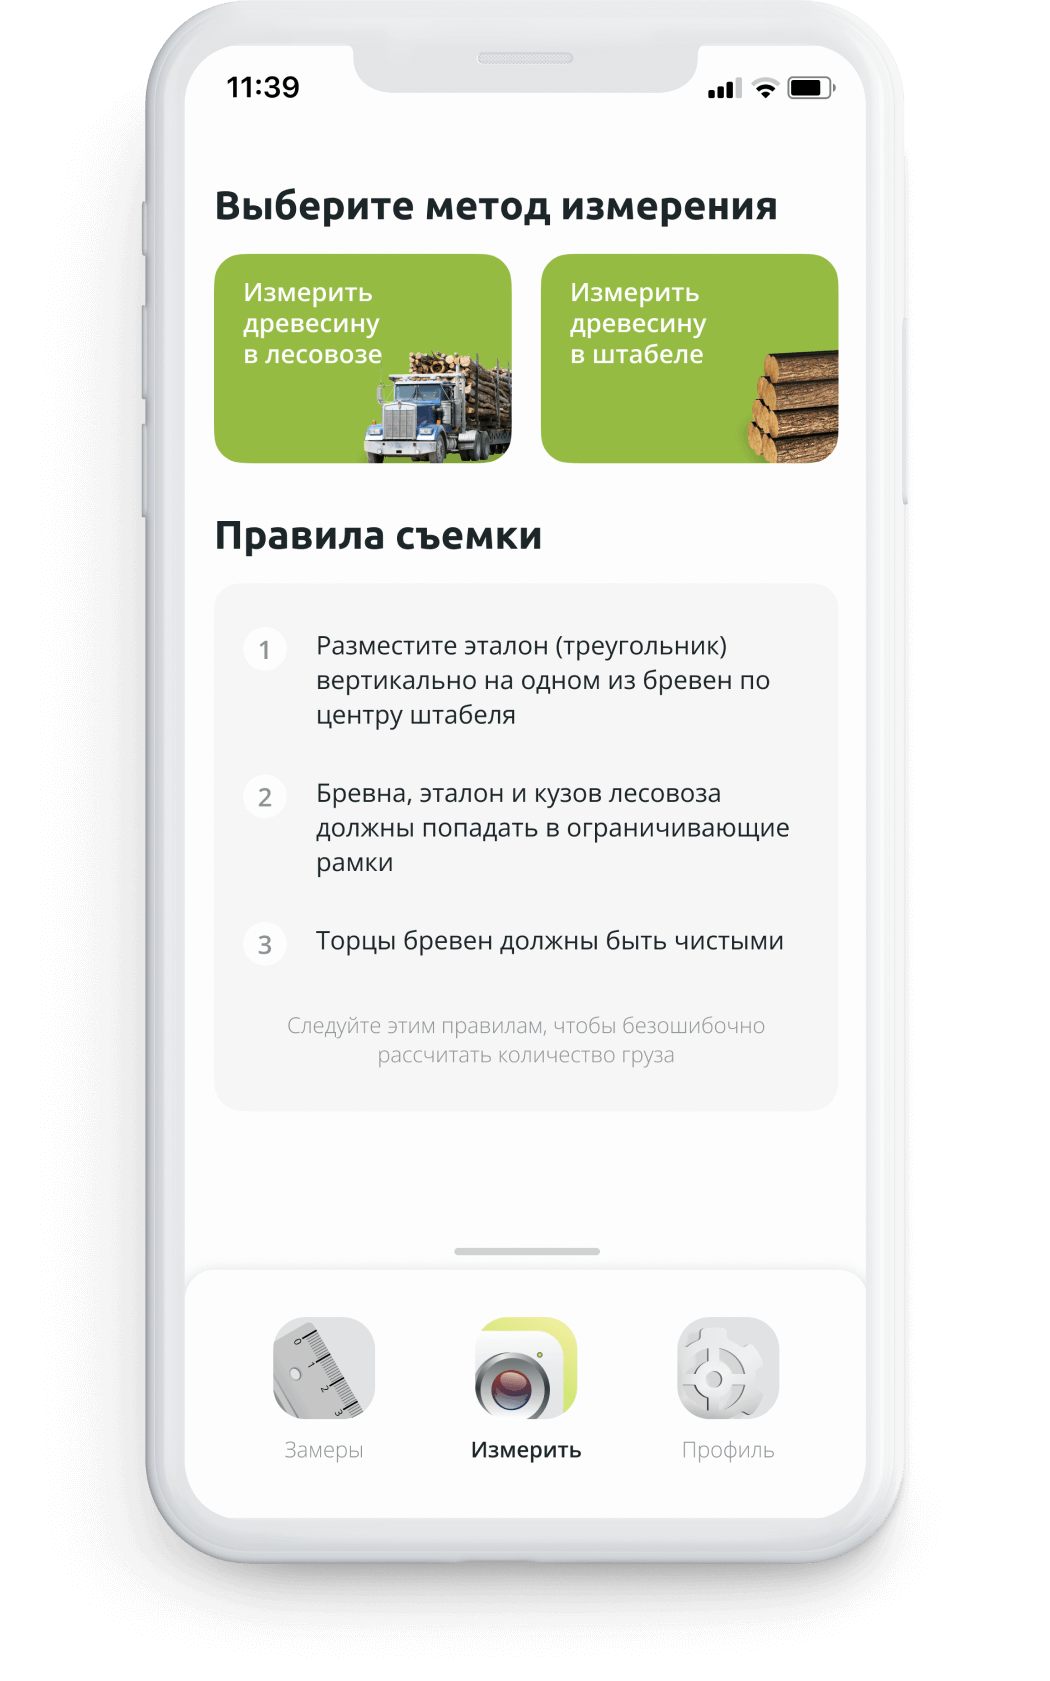 11:39
Выберите метод измерения
Измерить
древесину
в лесовозе
Измерить
древесину
в штабеле
Правила съемки
1
Разместите эталон (треугольник)
вертикально на одном из бревен по
центру штабеля
2
Бревна, эталон и кузов лесовоза
должны попадать в ограничивающие
рамки
3
Торцы бревен должны быть чистыми
Следуйте этим правилам, чтобы безошибочно
рассчитать количество груза
0
1
2
3
Замеры
Измерить
Профиль